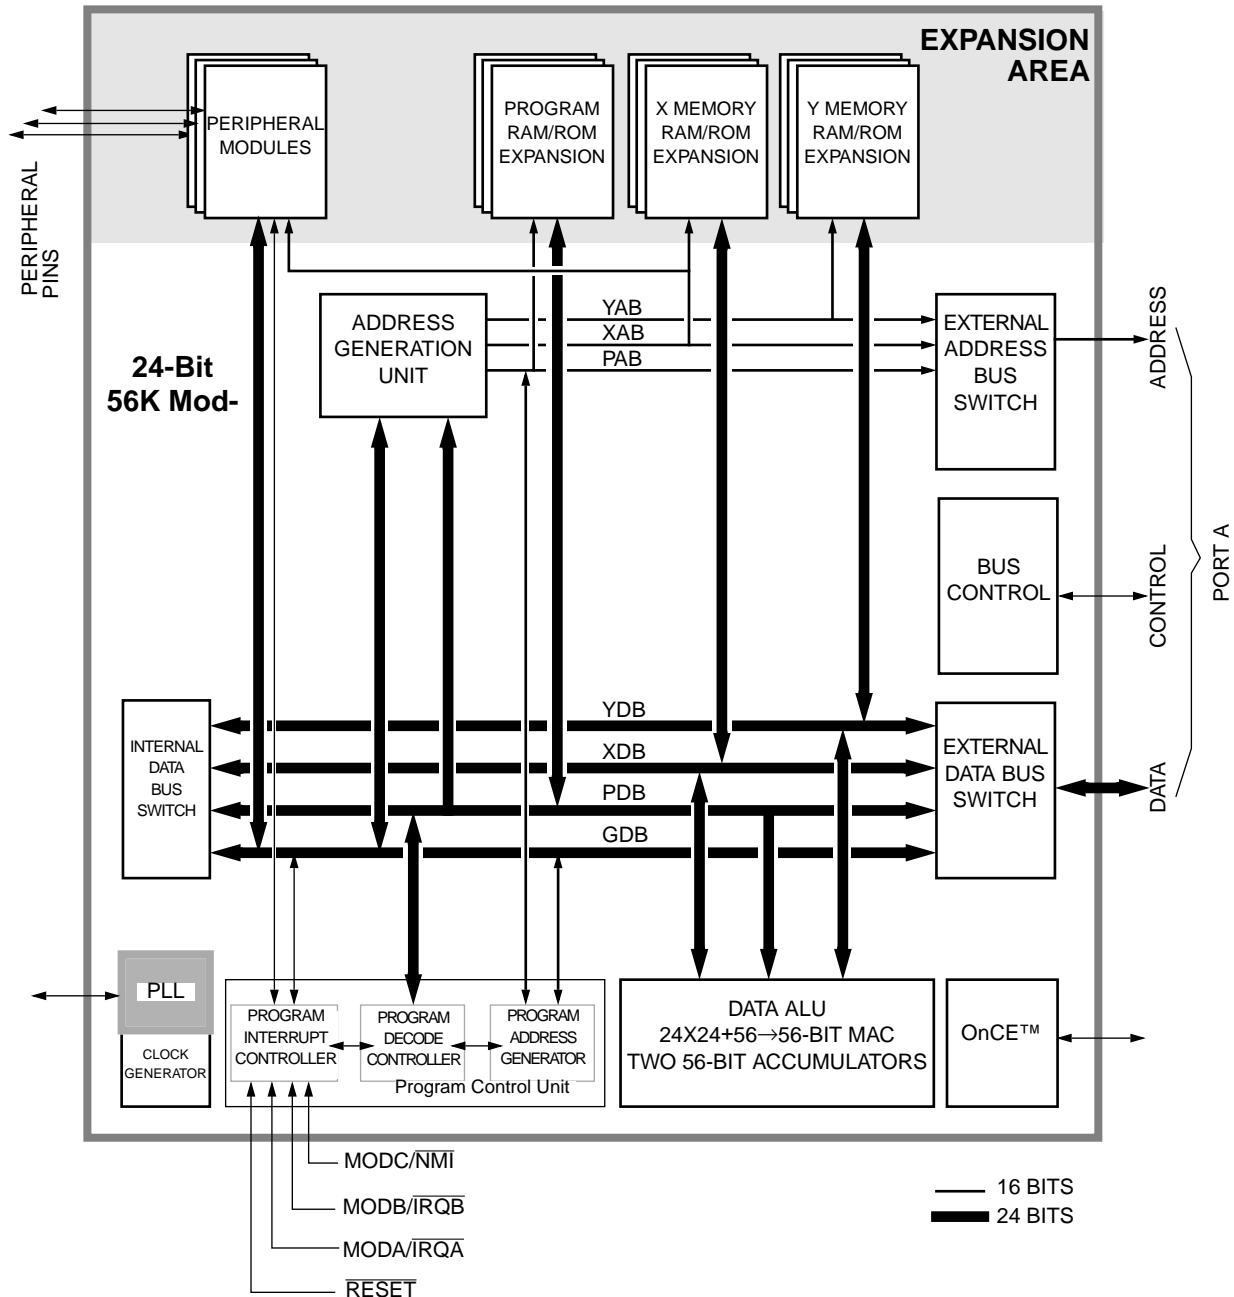 EXPANSION
AREA
PERIPHERAL
MODULES
PROGRAM
RAM/ROM
EXPANSION
X MEMORY
RAM/ROM
EXPANSION
Y MEMORY
RAM/ROM
EXPANSION
PERIPHERAL
PINS
ADDRESS
GENERATION
UNIT
YAB
XAB
PAB
EXTERNAL
ADDRESS
BUS
SWITCH
ADDRESS
24-Bit
56K Mod-
BUS
CONTROL
CONTROL
PORT A
INTERNAL
DATA
BUS
SWITCH
YDB
XDB
PDB
GDB
EXTERNAL
DATA BUS
SWITCH
DATA
PLL
CLOCK
GENERATOR
PROGRAM
INTERRUPT
CONTROLLER
PROGRAM
DECODE
CONTROLLER
PROGRAM
ADDRESS
GENERATOR
Program Control Unit
DATA ALU
24X24+56→56-BIT MAC
TWO 56-BIT ACCUMULATORS
OnCE™
MODC/N̅M̅I̅
MODB/I̅R̅Q̅B̅
MODA/I̅R̅Q̅A̅
R̅E̅S̅E̅T̅
16 BITS
24 BITS